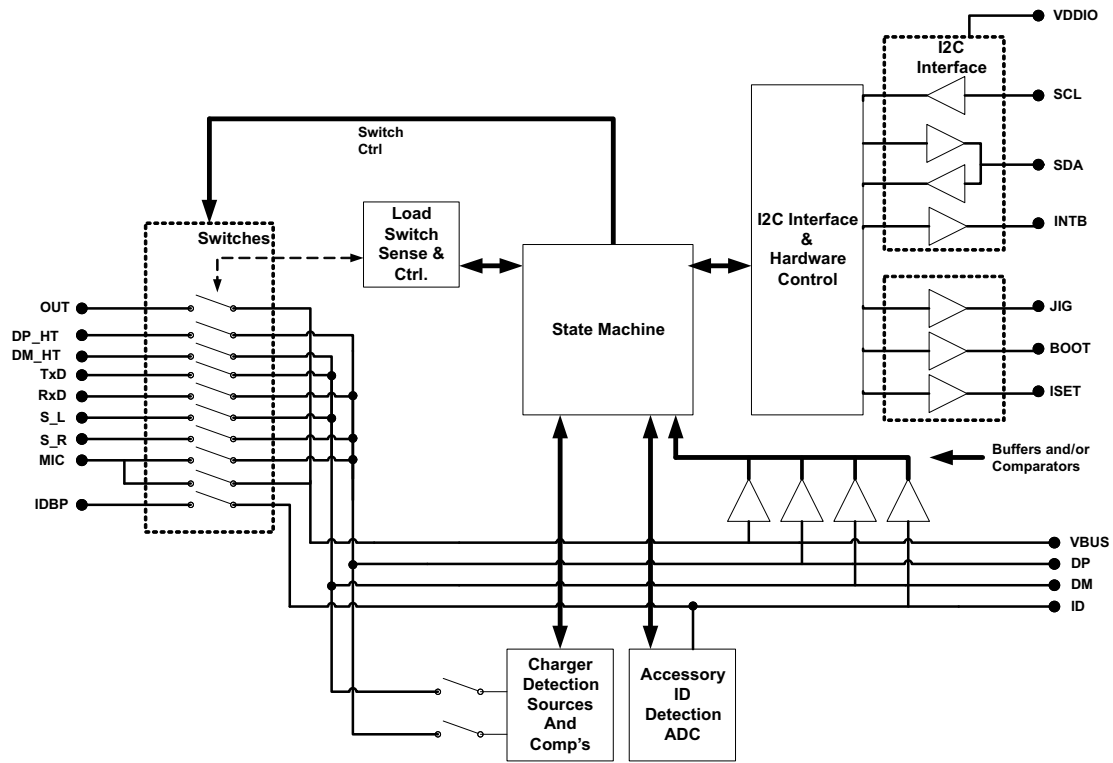 VDDIO
I2C
Interface
SCL
SDA
INTB
Switch
Ctrl
Load
Switch
Sense &
Ctrl.
Switches
State Machine
I2C Interface
&
Hardware
Control
OUT
DP_HT
DM_HT
TxD
RxD
S_L
S_R
MIC
IDBP
JIG
BOOT
ISET
Buffers and/or
Comparators
VBUS
DP
DM
ID
Charger
Detection
Sources
And
Comp's
Accessory
ID
Detection
ADC